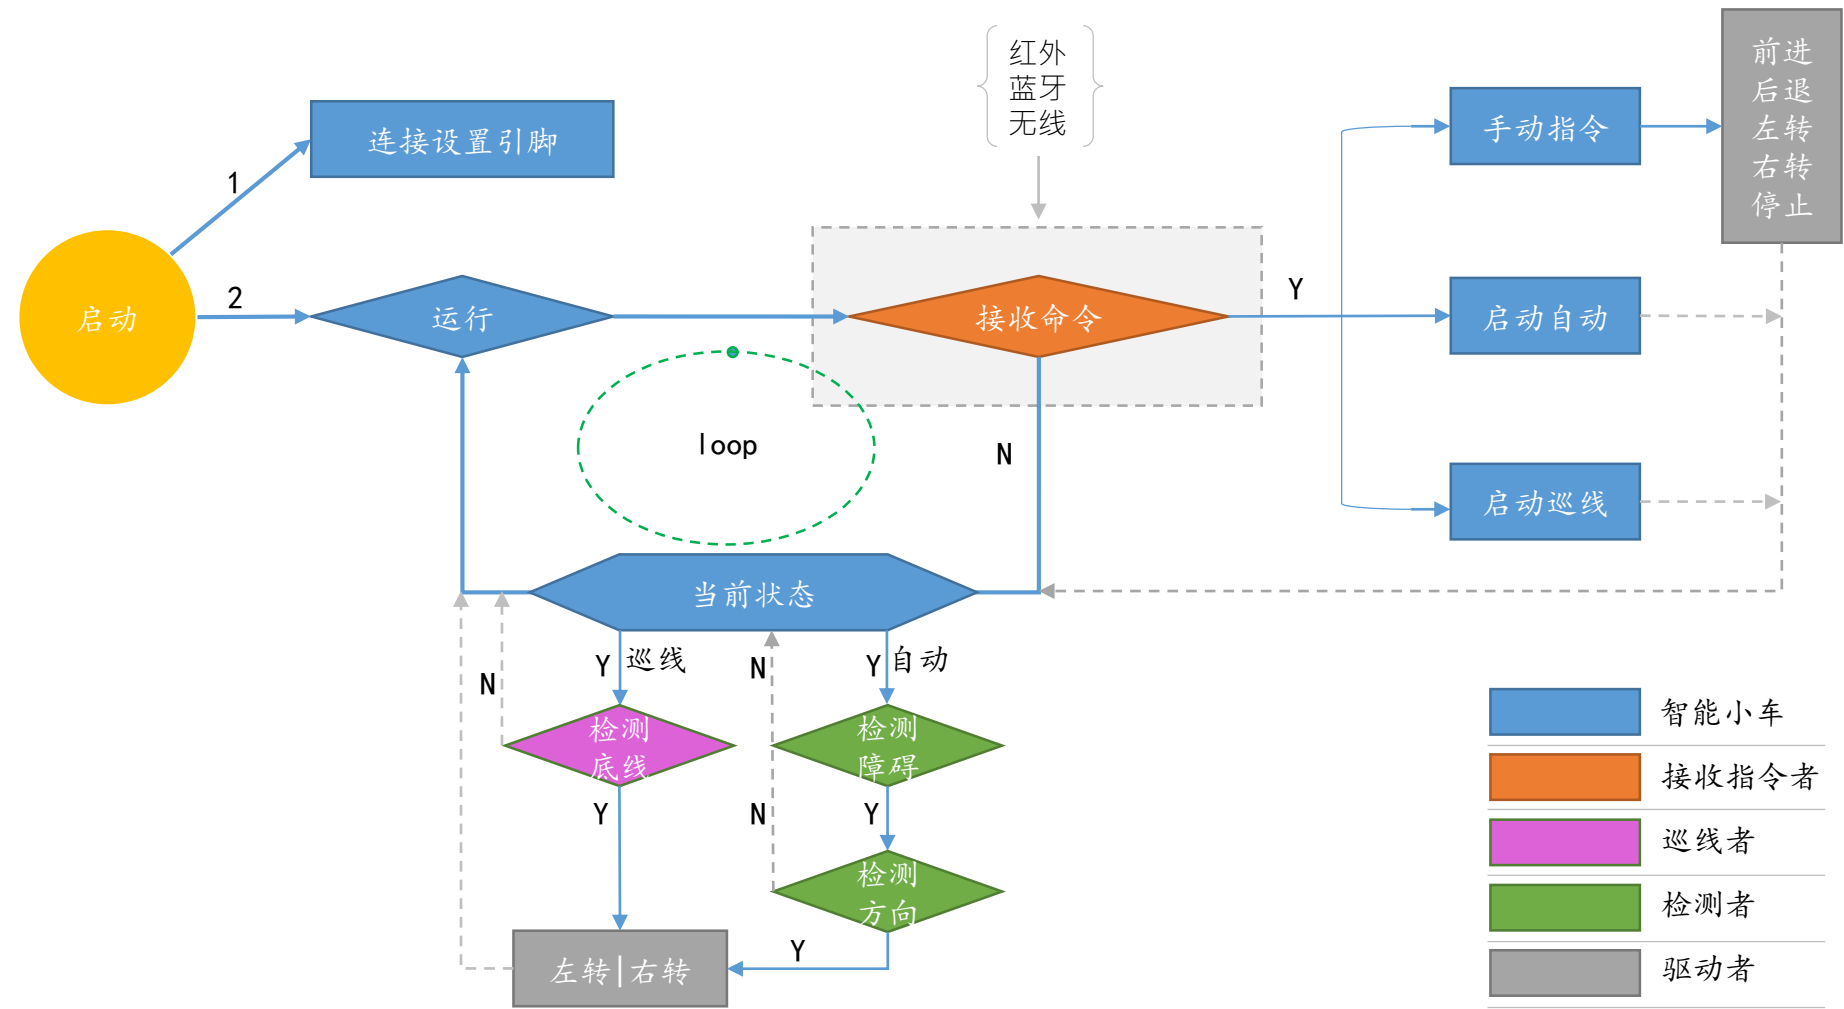 红外
蓝牙
无线
前进
后退
左转
右转
停止
连接设置引脚
手动指令
1
启动
2
运行
接收命令
Y
启动自动
loop
N
启动巡线
当前状态
Y
巡线
N
Y
自动
N
检测
底线
检测
障碍
Y
N
Y
检测
方向
Y
左转|右转
智能小车
接收指令者
巡线者
检测者
驱动者